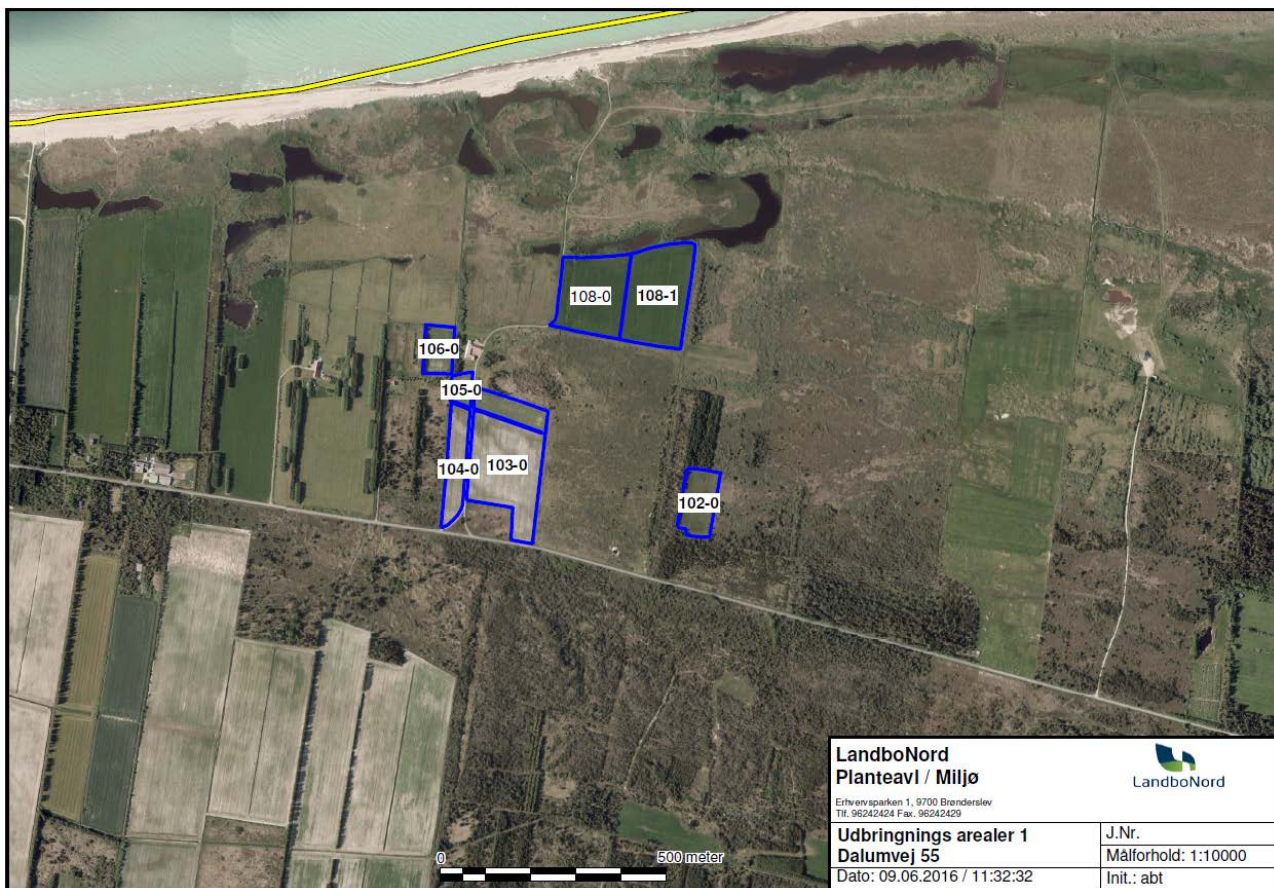 108-0
108-1
106-0
105-0
104-0
103-0
102-0
0
500 meter
LandboNord
Planteavl / Miljø
LandboNord
Erhvervsparken 1, 9700 Brønderslev
Tlf. 96242424 Fax. 96242429
Udbringnings arealer 1
Dalumvej 55
J.Nr.
Målforhold: 1:10000
Dato: 09.06.2016 / 11:32:32
Init.: abt